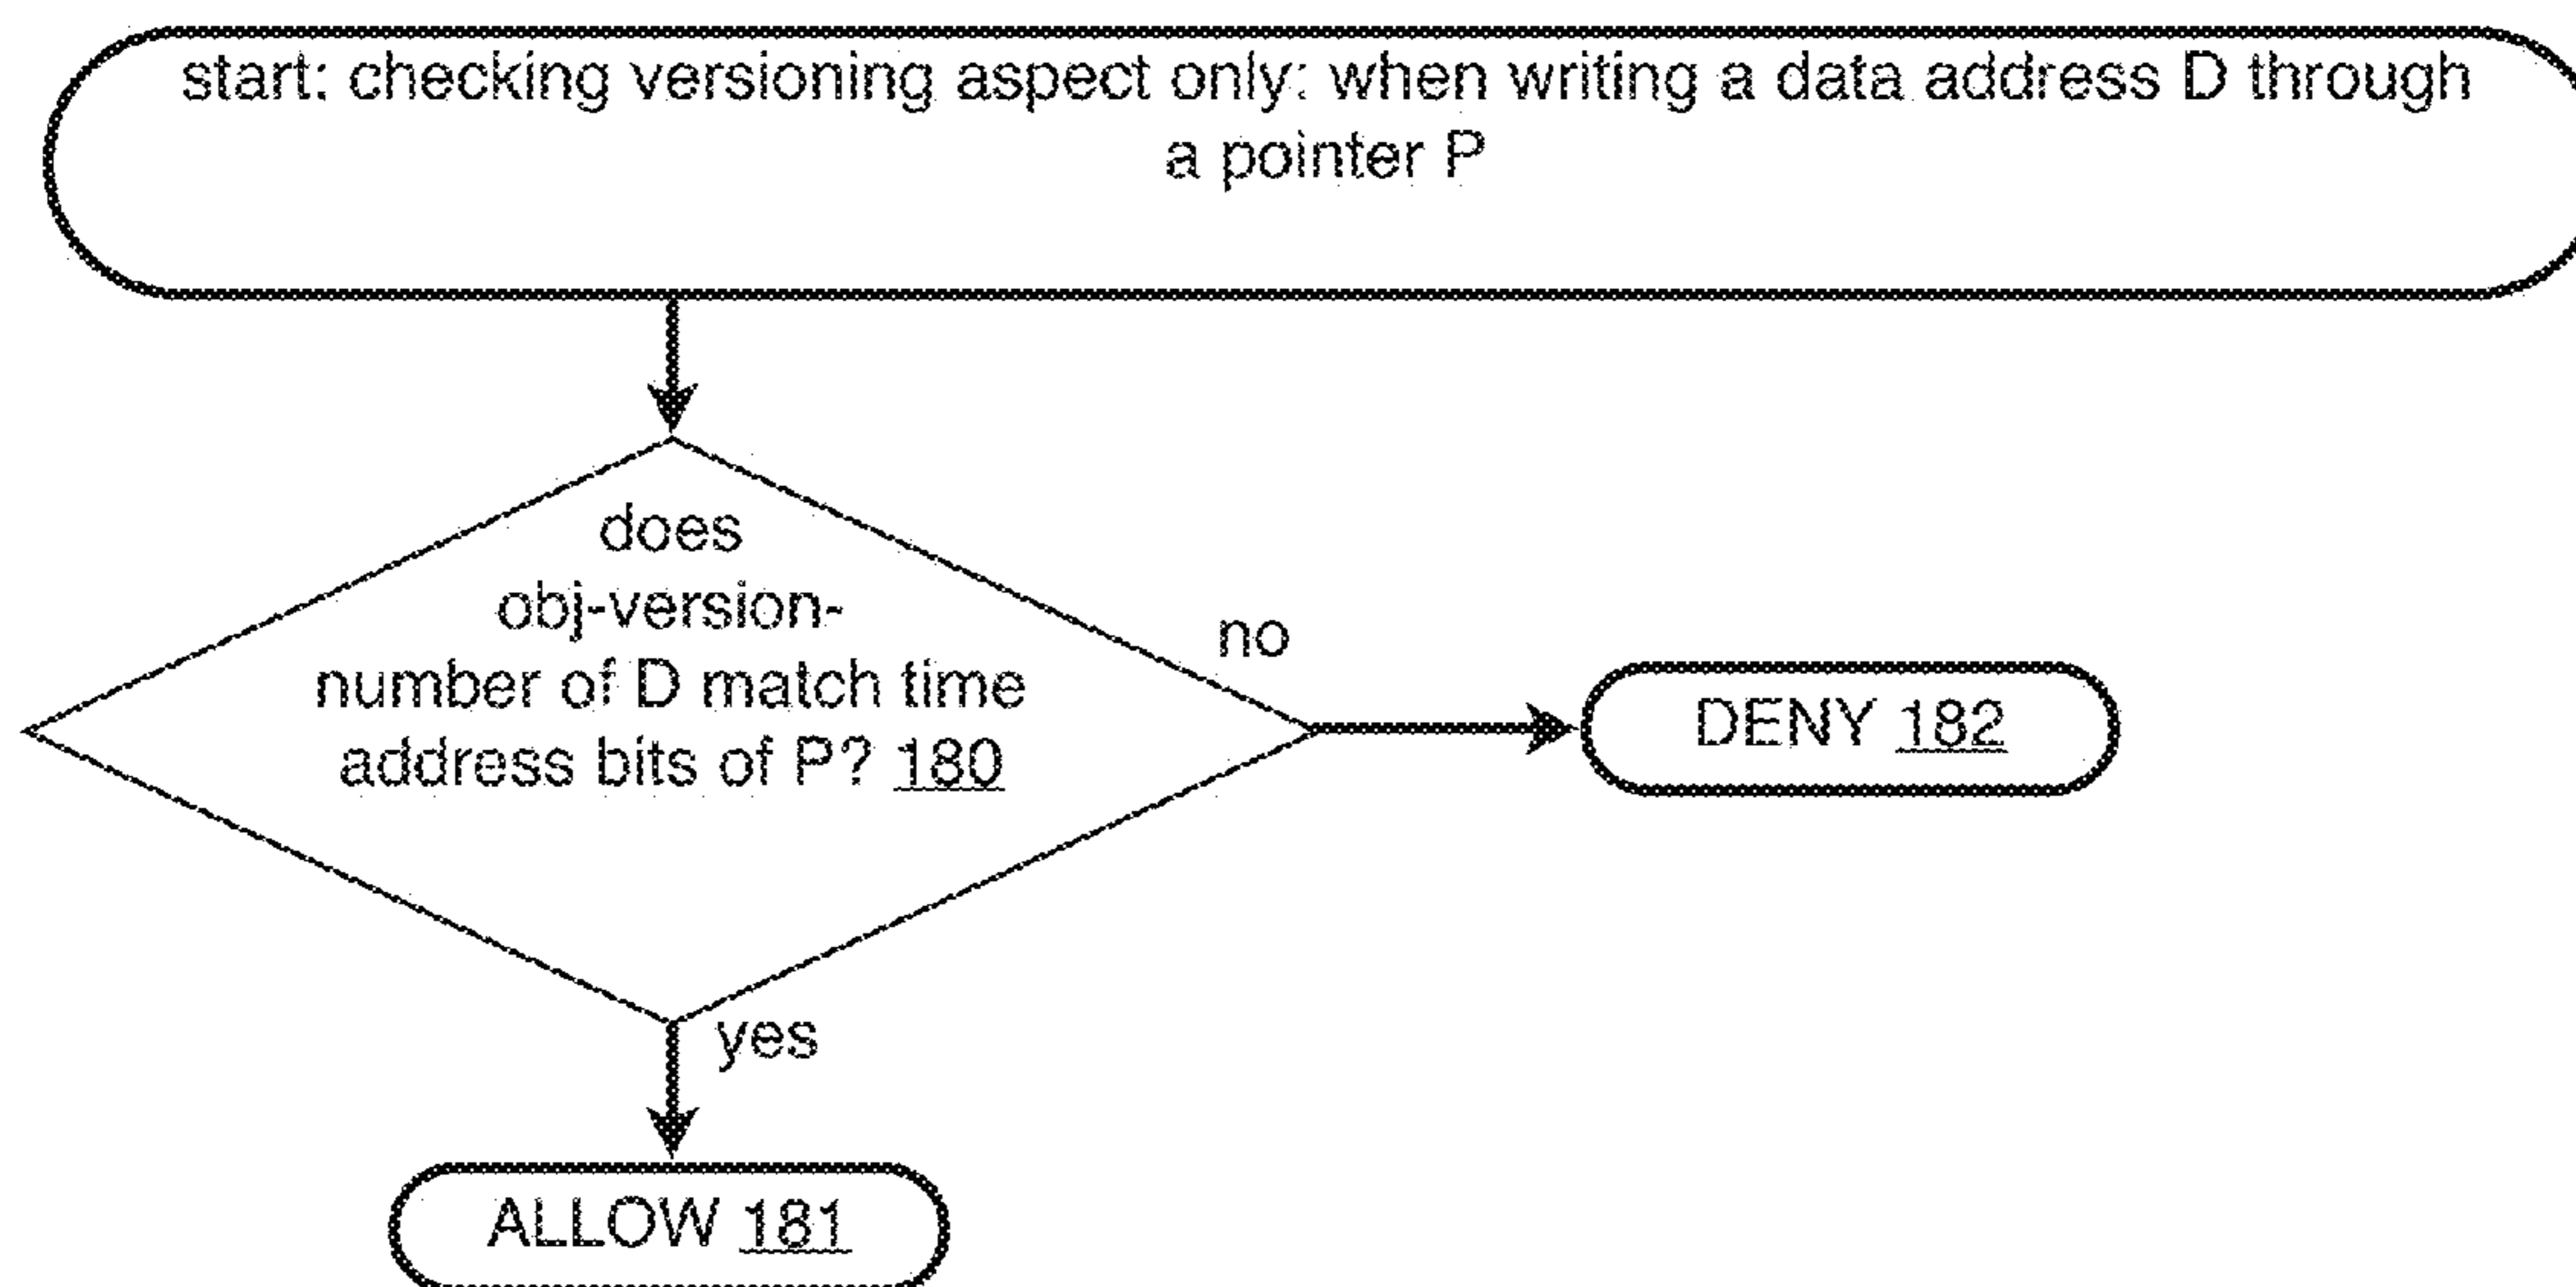 start: checking versioning aspect only: when writing a data address D through
a pointer P
does
obj-version-
number of D match time
address bits of P? 180
no
DENY 182
yes
ALLOW 181